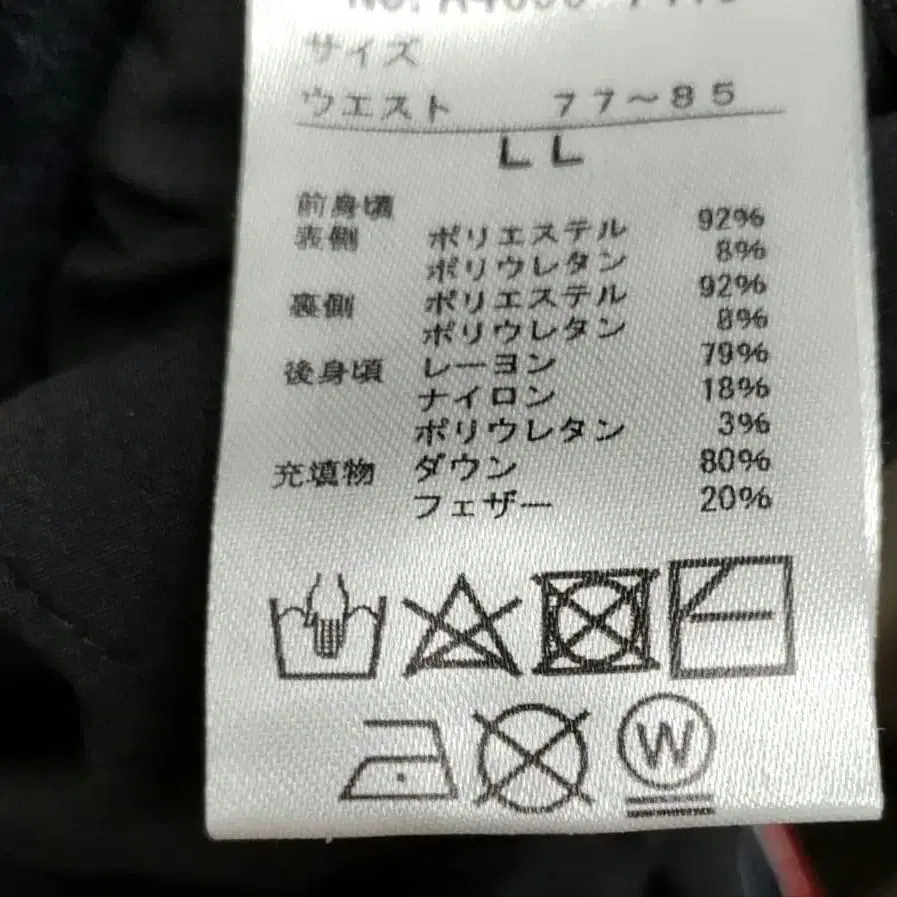 サイズ
ウエスト 77~85
LL
前身頃
表側 ポリエステル 92%
ポリウレタン 8%
裏側 ポリエステル 92%
ポリウレタン 8%
後身頃 レーヨン 79%
ナイロン 18%
ポリウレタン 3%
充填物 ダウン 80%
フェザー 20%
W